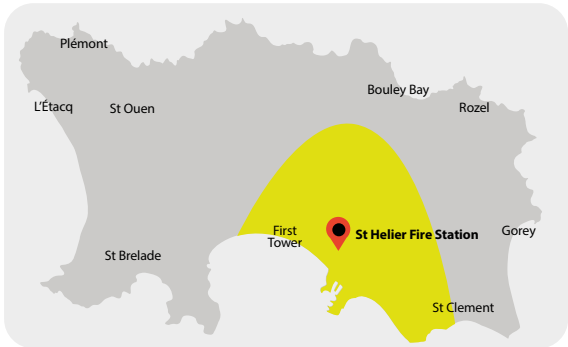 Plémont
Bouley Bay
L'Étacq
St Ouen
Rozel
First
Tower
St Helier Fire Station
Gorey
St Brelade
St Clement